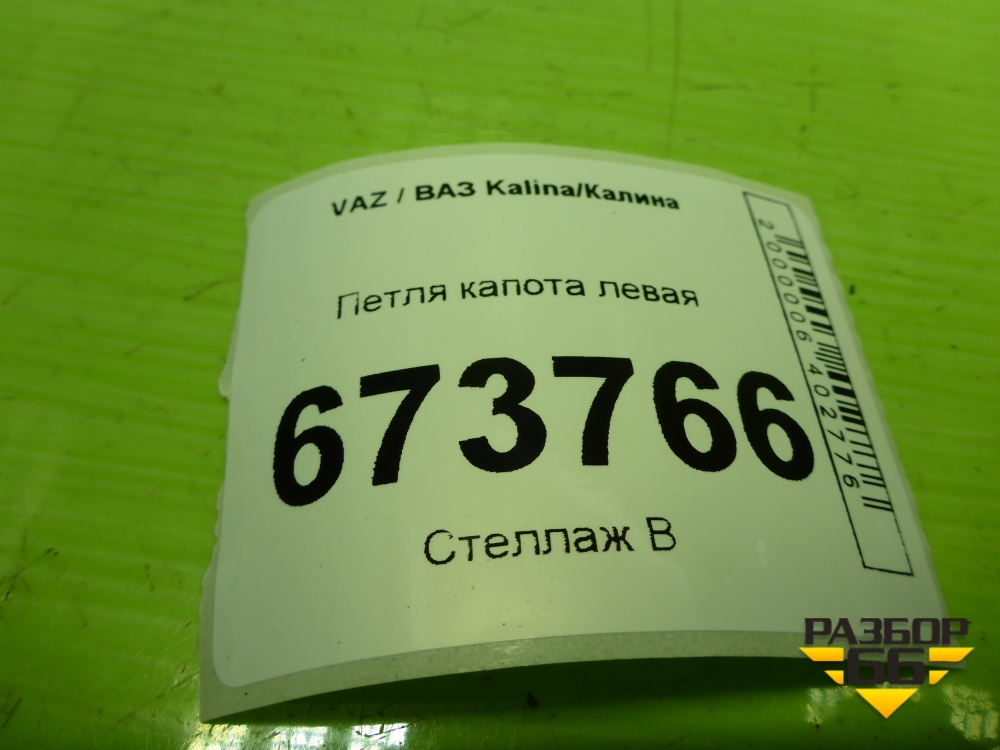 VAZ / ВАЗ Kalina/Калина
Петля капота левая
673766
Стеллаж В
2000006402776
РАЗБОР
66